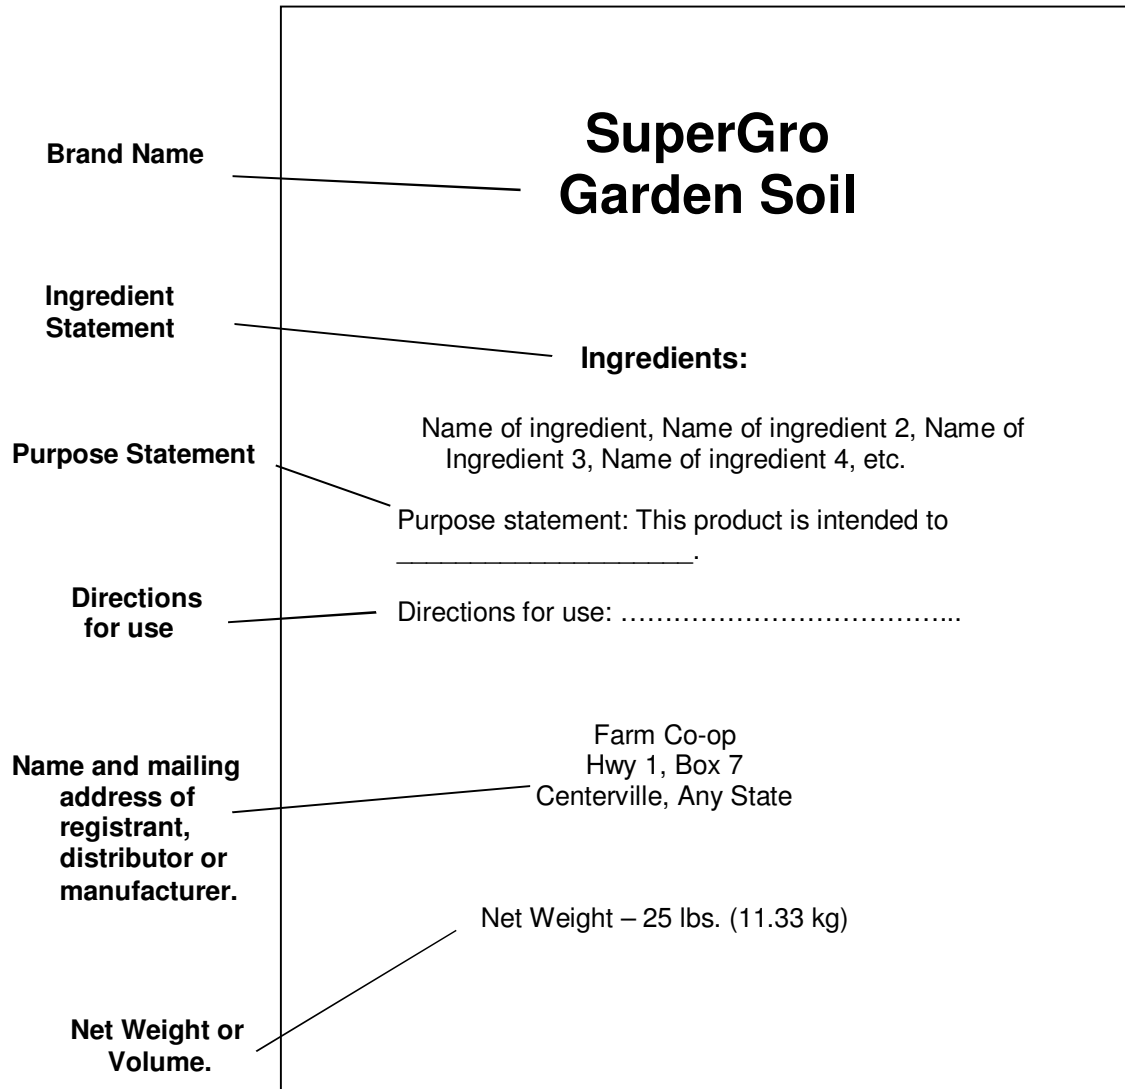 SuperGro
Garden Soil
Brand Name
Ingredient
Statement
Ingredients:
Name of ingredient, Name of ingredient 2, Name of
Ingredient 3, Name of ingredient 4, etc.
Purpose Statement
Purpose statement: This product is intended to
____________________.
Directions
for use
Directions for use: …………………………………...
Name and mailing
address of
registrant,
distributor or
manufacturer.
Farm Co-op
Hwy 1, Box 7
Centerville, Any State
Net Weight – 25 lbs. (11.33 kg)
Net Weight or
Volume.